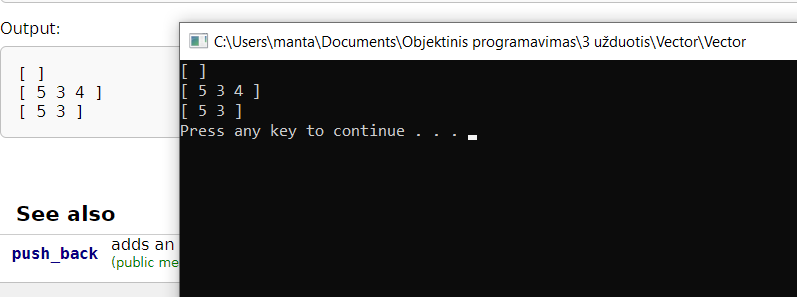 Output:
[ ]
[ 5 3 4 ]
[ 5 3 ]
See also
push_back adds an
(public me
C:\Users\manta\Documents\Objektinis programavimas\3 užduotis\Vector\Vector
[ ]
[ 5 3 4 ]
[ 5 3 ]
Press any key to continue . . .